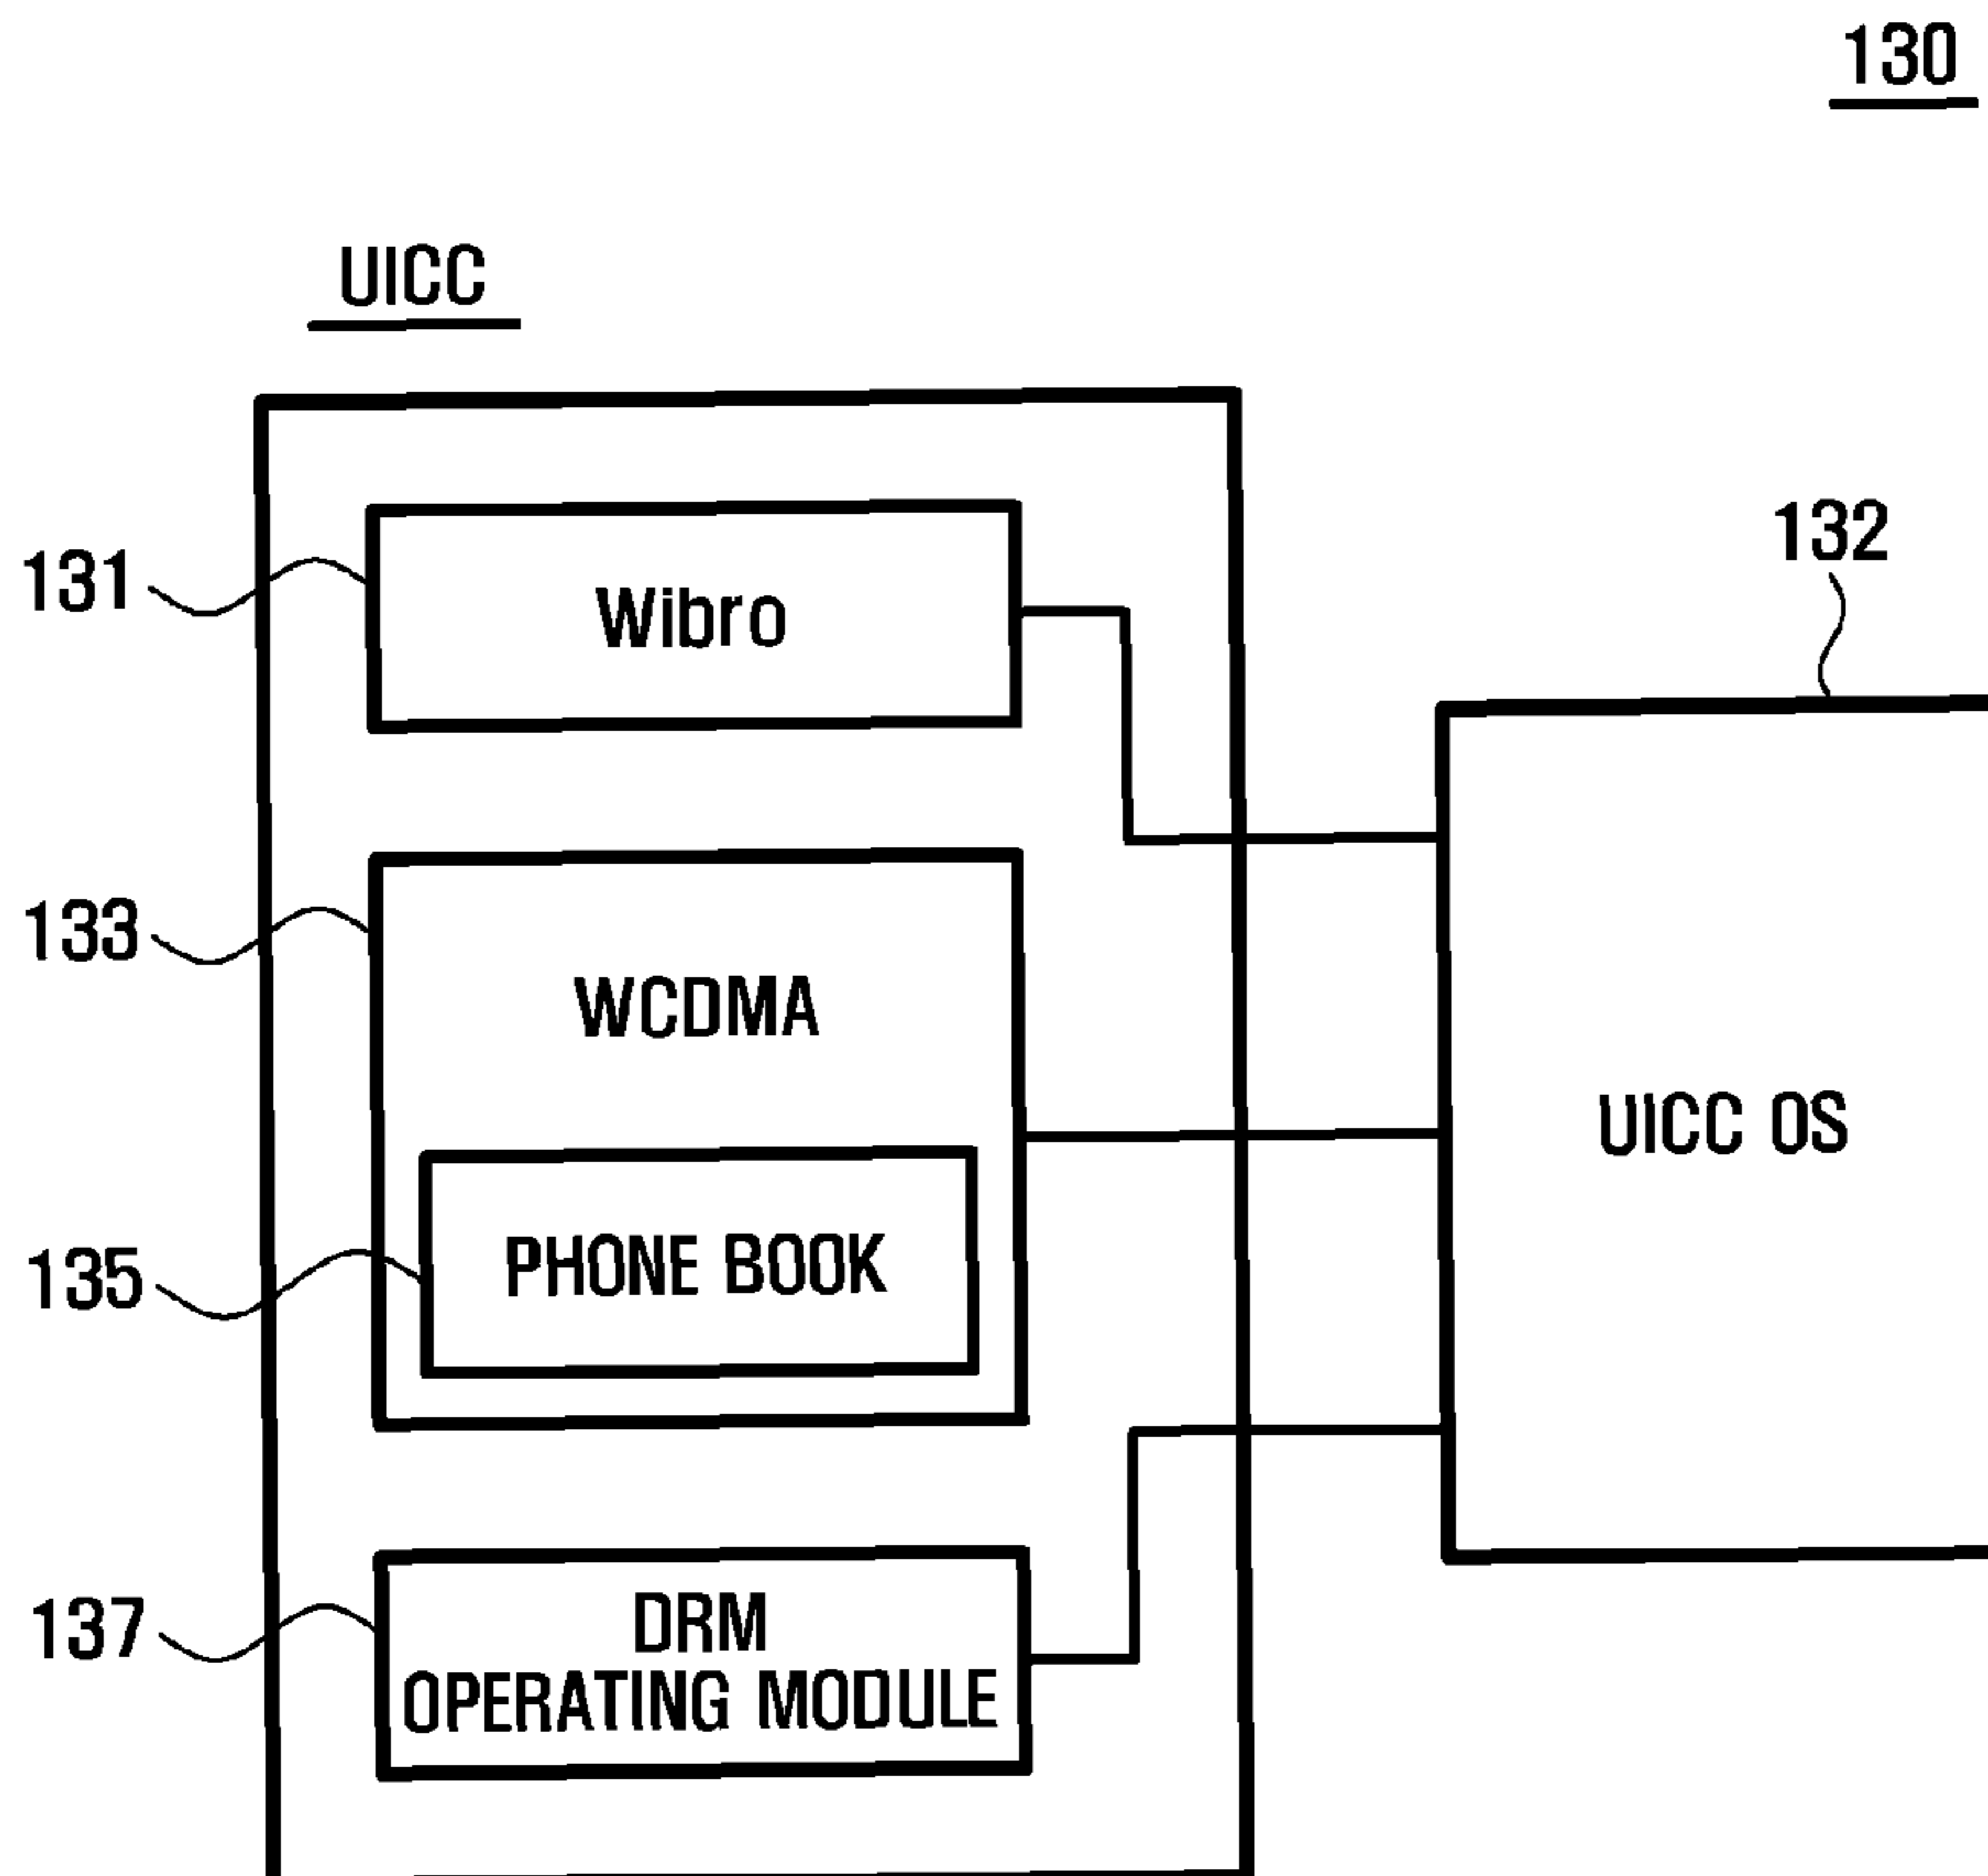 130
UICC
131
Wibro
132
133
WCDMA
UICC OS
135
PHONE BOOK
137
DRM
OPERATING MODULE